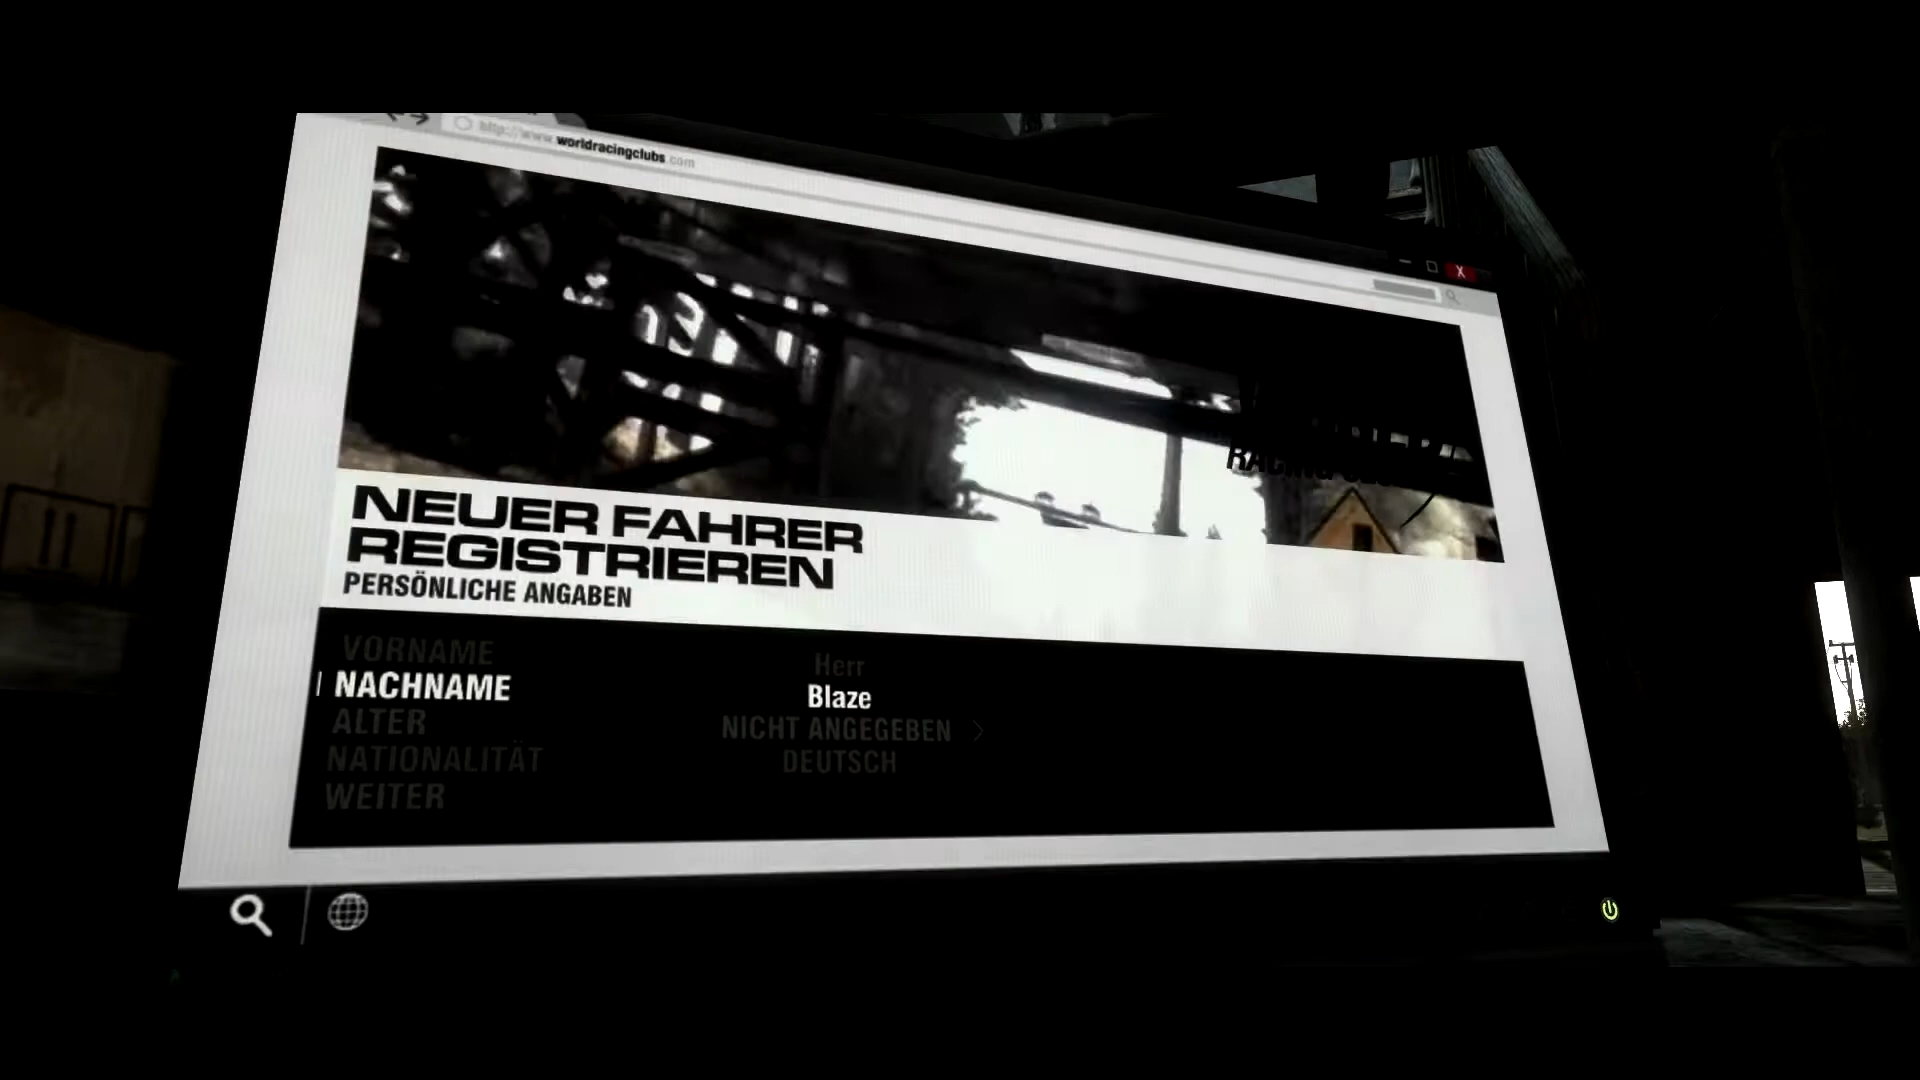 http://www.worldracingclubs.com
X
NEUER FAHRER
REGISTRIEREN
PERSÖNLICHE ANGABEN
VORNAME Herr
NACHNAME Blaze
ALTER NICHT ANGEGEBEN >
NATIONALITÄT DEUTSCH
WEITER